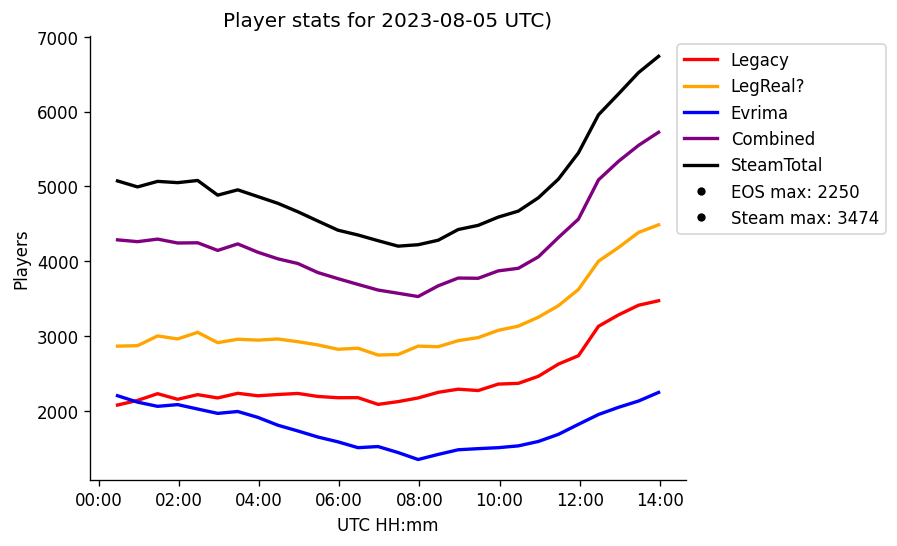 Player stats for 2023-08-05 UTC)
7000
6000
5000
4000
3000
2000
Players
00:00 02:00 04:00 06:00 08:00 10:00 12:00 14:00
UTC HH:mm
Legacy
LegReal?
Evrima
Combined
SteamTotal
EOS max: 2250
Steam max: 3474